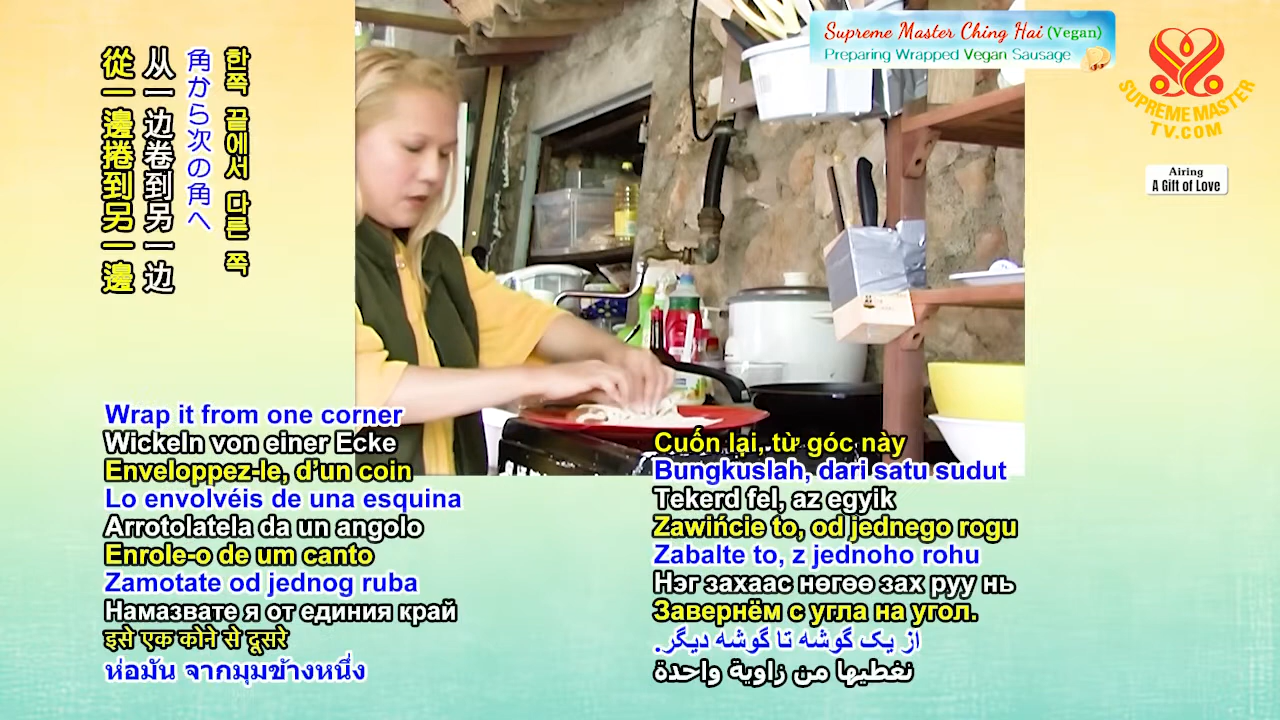 Supreme Master Ching Hai (Vegan)
Preparing Wrapped Vegan Sausage
SUPREME MASTER
TV.COM
Airing
A Gift of Love
從一邊捲到另一邊
从一边卷到另一边
角から次の角へ
한쪽 끝에서 다른 쪽
Wrap it from one corner
Wickeln von einer Ecke
Enveloppez-le, d’un coin
Lo envolvéis de una esquina
Arrotolatela da un angolo
Enrole-o de um canto
Zamotate od jednog ruba
Намазвате я от единия край
इसे एक कोने से दूसरे
ห่อมัน จากมุมข้างหนึ่ง
Cuốn lại, từ góc này
Bungkuslah, dari satu sudut
Tekerd fel, az egyik
Zawińcie to, od jednego rogu
Zabalte to, z jednoho rohu
Нэг захаас нөгөө зах руу нь
Завернём с угла на угол.
از یک گوشه تا گوشه دیگر.
نغطيها من زاوية واحدة